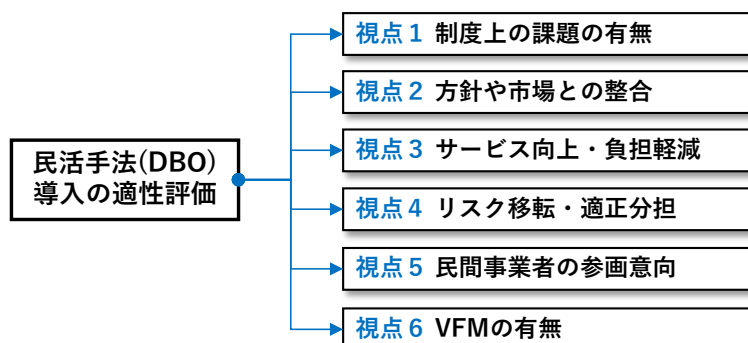 民活手法(DBO)
導入の適性評価
視点１ 制度上の課題の有無
視点２ 方針や市場との整合
視点３ サービス向上・負担軽減
視点４ リスク移転・適正分担
視点５ 民間事業者の参画意向
視点６ VFMの有無